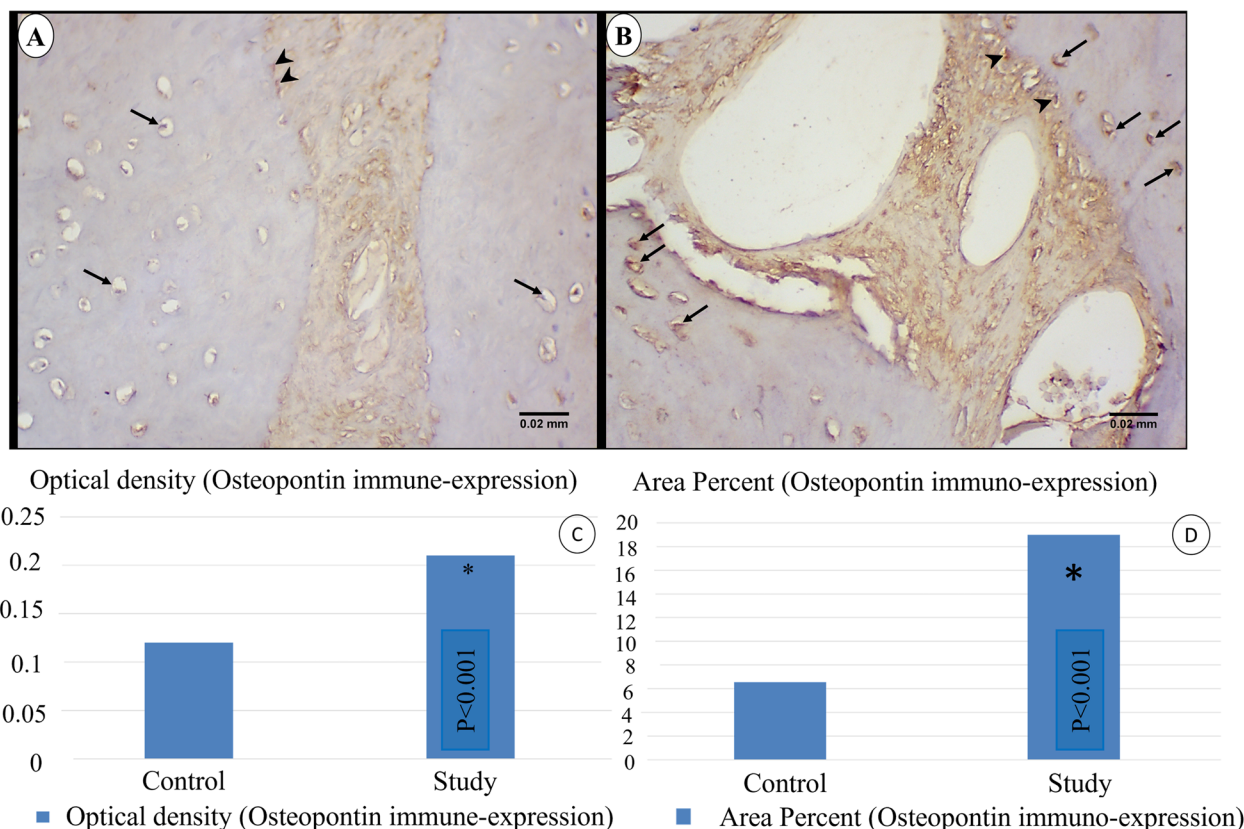 A
B
0.02 mm
0.02 mm
Optical density (Osteopontin immune-expression)
Area Percent (Osteopontin immuno-expression)
C
0.25
0.2
0.15
0.1
0.05
0
*
P<0.001
Control
Study
Optical density (Osteopontin immune-expression)
D
20
18
16
14
12
10
8
6
4
2
0
*
P<0.001
Control
Study
Area Percent (Osteopontin immuno-expression)